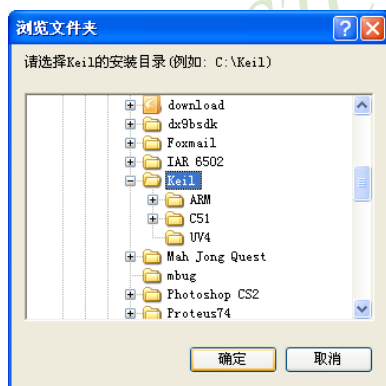 浏览文件夹
请选择Keil的安装目录(例如: C:\Keil)
download
dx9bsdk
Foxmail
IAR 6502
Keil
ARM
C51
UV4
Mah Jong Quest
mbug
Photoshop CS2
Proteus74
确定
取消